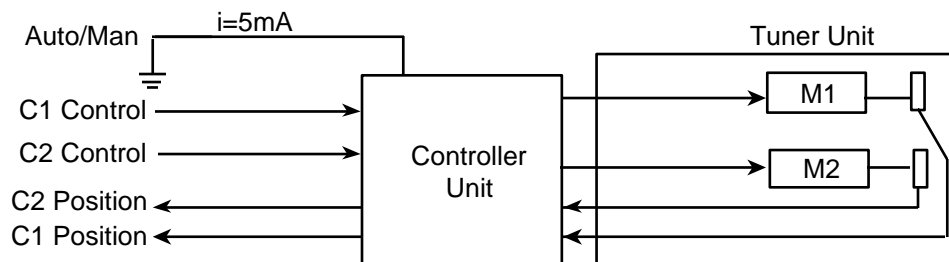 Auto/Man
i=5mA
Tuner Unit
C1 Control
M1
C2 Control
Controller
Unit
M2
C2 Position
C1 Position